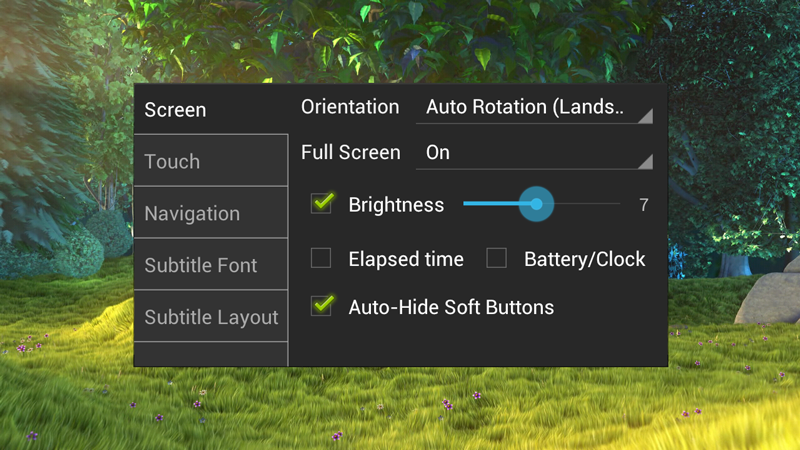 Screen
Touch
Navigation
Subtitle Font
Subtitle Layout
Orientation Auto Rotation (Lands..
Full Screen On
Brightness 7
Elapsed time Battery/Clock
Auto-Hide Soft Buttons